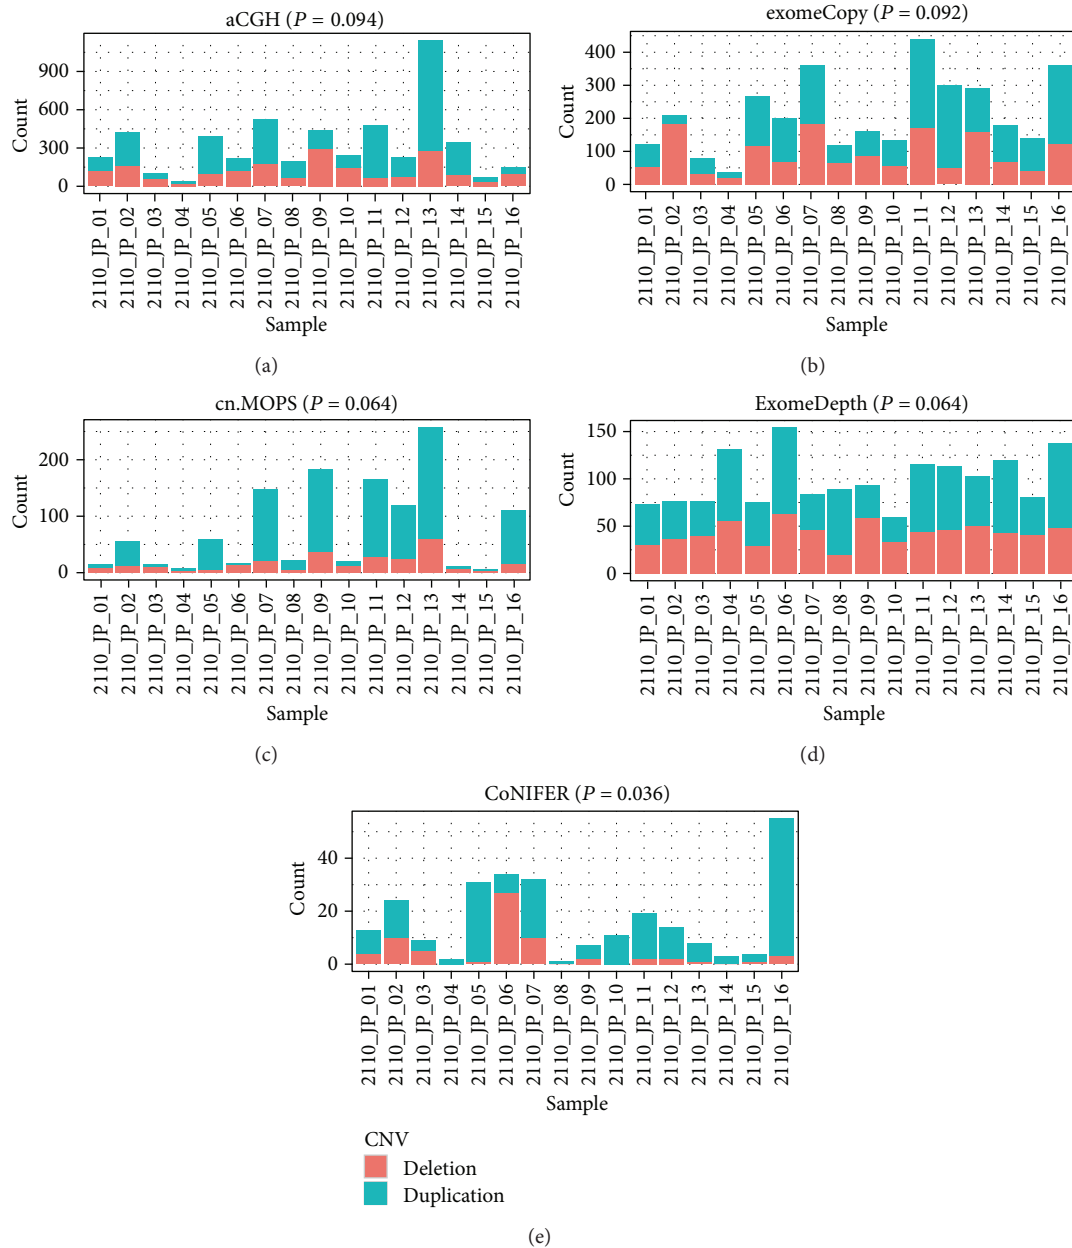 aCGH (P = 0.094)
Count
900
600
300
0
2110_JP_01
2110_JP_02
2110_JP_03
2110_JP_04
2110_JP_05
2110_JP_06
2110_JP_07
2110_JP_08
2110_JP_09
2110_JP_10
2110_JP_11
2110_JP_12
2110_JP_13
2110_JP_14
2110_JP_15
2110_JP_16
Sample
(a)
exomeCopy (P = 0.092)
Count
400
300
200
100
0
2110_JP_01
2110_JP_02
2110_JP_03
2110_JP_04
2110_JP_05
2110_JP_06
2110_JP_07
2110_JP_08
2110_JP_09
2110_JP_10
2110_JP_11
2110_JP_12
2110_JP_13
2110_JP_14
2110_JP_15
2110_JP_16
Sample
(b)
cn.MOPS (P = 0.064)
Count
200
100
0
2110_JP_01
2110_JP_02
2110_JP_03
2110_JP_04
2110_JP_05
2110_JP_06
2110_JP_07
2110_JP_08
2110_JP_09
2110_JP_10
2110_JP_11
2110_JP_12
2110_JP_13
2110_JP_14
2110_JP_15
2110_JP_16
Sample
(c)
ExomeDepth (P = 0.064)
Count
150
100
50
0
2110_JP_01
2110_JP_02
2110_JP_03
2110_JP_04
2110_JP_05
2110_JP_06
2110_JP_07
2110_JP_08
2110_JP_09
2110_JP_10
2110_JP_11
2110_JP_12
2110_JP_13
2110_JP_14
2110_JP_15
2110_JP_16
Sample
(d)
CoNIFER (P = 0.036)
Count
40
20
0
2110_JP_01
2110_JP_02
2110_JP_03
2110_JP_04
2110_JP_05
2110_JP_06
2110_JP_07
2110_JP_08
2110_JP_09
2110_JP_10
2110_JP_11
2110_JP_12
2110_JP_13
2110_JP_14
2110_JP_15
2110_JP_16
Sample
CNV
Deletion
Duplication
(e)